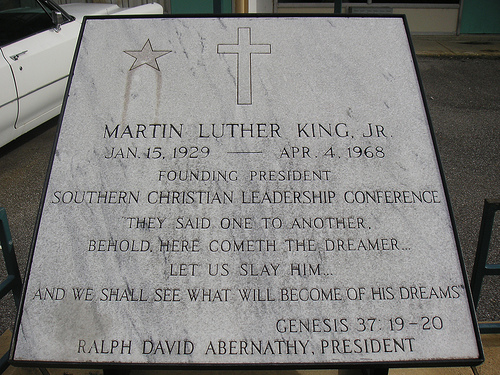 MARTIN LUTHER KING, JR.
JAN. 15, 1929 — APR. 4, 1968
FOUNDING PRESIDENT
SOUTHERN CHRISTIAN LEADERSHIP CONFERENCE
"THEY SAID ONE TO ANOTHER,
BEHOLD, HERE COMETH THE DREAMER...
LET US SLAY HIM...
AND WE SHALL SEE WHAT WILL BECOME OF HIS DREAMS"
GENESIS 37: 19-20
RALPH DAVID ABERNATHY, PRESIDENT